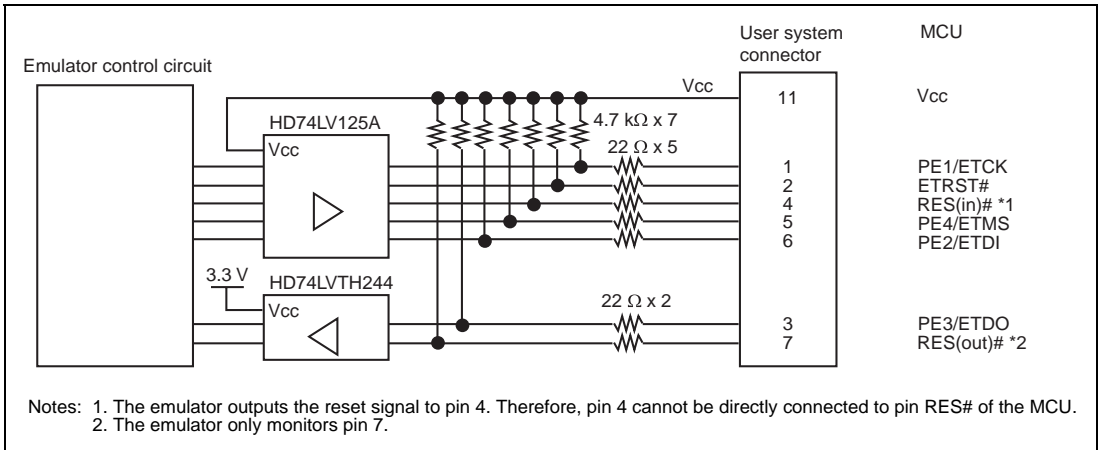 User system connector
MCU
Emulator control circuit
Vcc
11
Vcc
HD74LV125A
4.7 kΩ x 7
Vcc
22 Ω x 5
1
PE1/ETCK
2
ETRST#
4
RES(in)# *1
5
PE4/ETMS
6
PE2/ETDI
3.3 V
HD74LVTH244
Vcc
22 Ω x 2
3
PE3/ETDO
7
RES(out)# *2
Notes: 1. The emulator outputs the reset signal to pin 4. Therefore, pin 4 cannot be directly connected to pin RES# of the MCU.
2. The emulator only monitors pin 7.